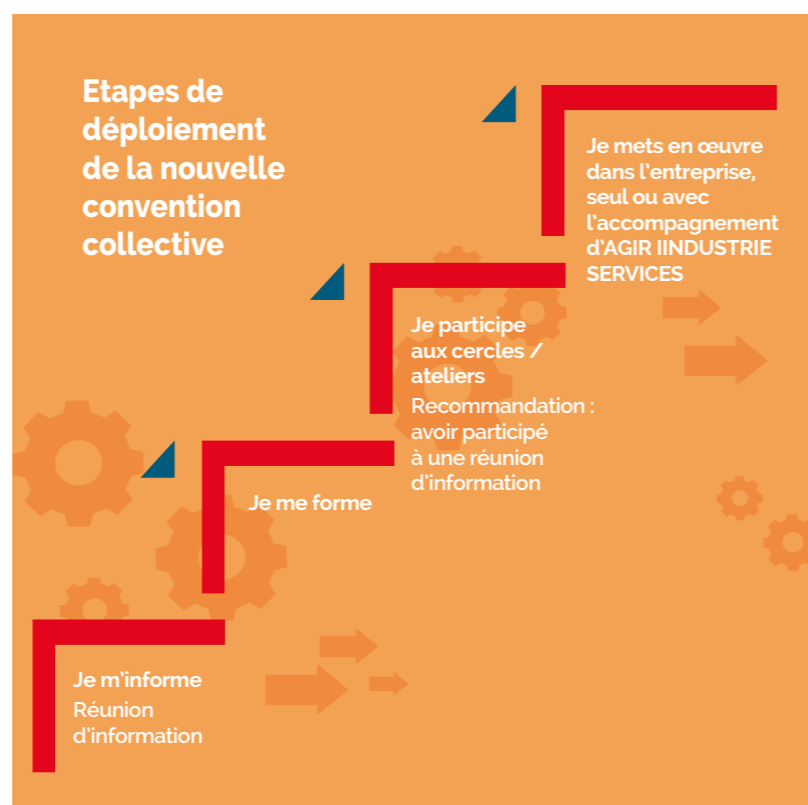 Etapes de
déploiement
de la nouvelle
convention
collective
Je mets en œuvre
dans l'entreprise,
seul ou avec
l'accompagnement
d'AGIR IINDUSTRIE
SERVICES
Je participe
aux cercles /
ateliers
Recommandation :
avoir participé
à une réunion
d'information
Je me forme
Je m'informe
Réunion
d'information